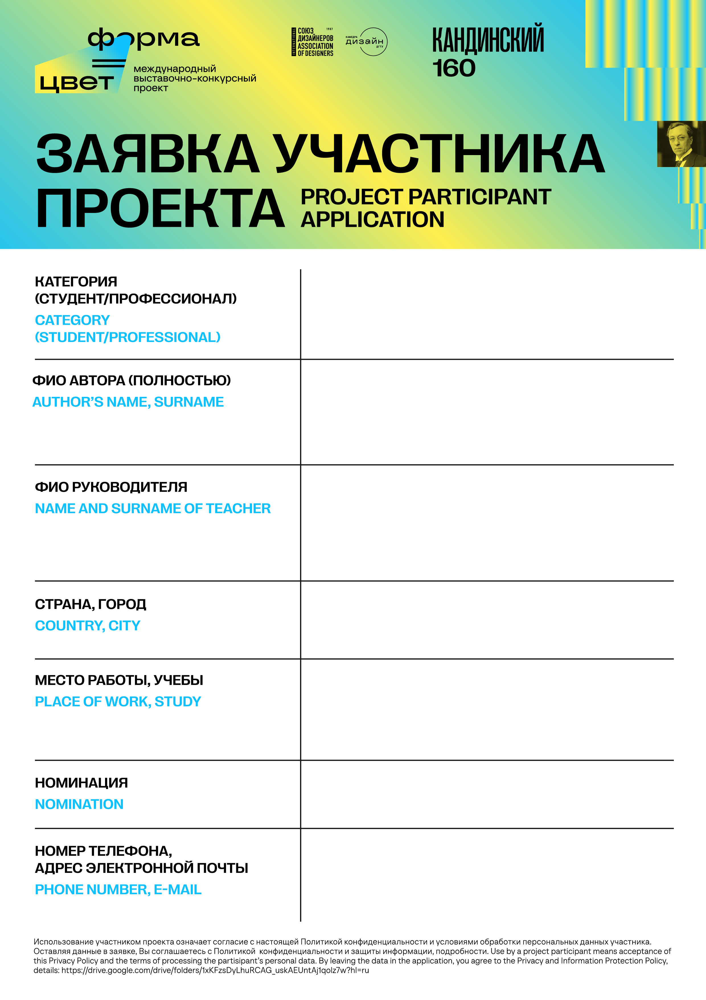 форма
=
цвет
международный
выставочно-конкурсный
проект
INTERNATIONAL
СОЮЗ 1987
ДИЗАЙНЕРОВ
ASSOCIATION
OF DESIGNERS
КАФЕДРА
дизайн
ДГТУ
КАНДИНСКИЙ
160
ЗАЯВКА УЧАСТНИКА
ПРОЕКТА
PROJECT PARTICIPANT
APPLICATION
КАТЕГОРИЯ
(СТУДЕНТ/ПРОФЕССИОНАЛ)
CATEGORY
(STUDENT/PROFESSIONAL)
ФИО АВТОРА (ПОЛНОСТЬЮ)
AUTHOR’S NAME, SURNAME
ФИО РУКОВОДИТЕЛЯ
NAME AND SURNAME OF TEACHER
СТРАНА, ГОРОД
COUNTRY, CITY
МЕСТО РАБОТЫ, УЧЕБЫ
PLACE OF WORK, STUDY
НОМИНАЦИЯ
NOMINATION
НОМЕР ТЕЛЕФОНА,
АДРЕС ЭЛЕКТРОННОЙ ПОЧТЫ
PHONE NUMBER, E-MAIL
Использование участником проекта означает согласие с настоящей Политикой конфиденциальности и условиями обработки персональных данных участника.
Оставляя данные в заявке, Вы соглашаетесь с Политикой конфиденциальности и защиты информации, подробности. Use by a project participant means acceptance of
this Privacy Policy and the terms of processing the partisipant’s personal data. By leaving the data in the application, you agree to the Privacy and Information Protection Policy,
details: https://drive.google.com/drive/folders/1xKFzsDyLhuRCAG_uskAEUntAj1qolz7w?hl=ru